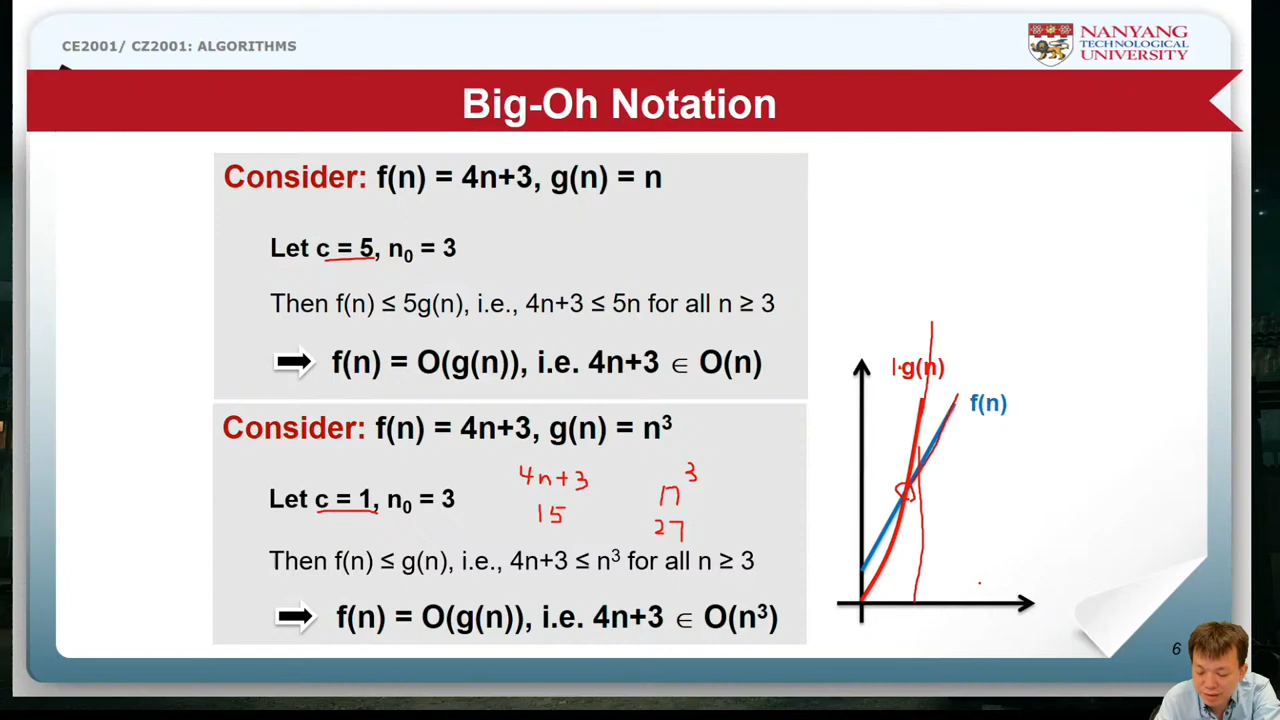 CE2001/ CZ2001: ALGORITHMS
NANYANG
TECHNOLOGICAL
UNIVERSITY
Big-Oh Notation
Consider: f(n) = 4n+3, g(n) = n
Let c = 5, n₀ = 3
Then f(n) ≤ 5g(n), i.e., 4n+3 ≤ 5n for all n ≥ 3
f(n) = O(g(n)), i.e. 4n+3 ∈ O(n)
Consider: f(n) = 4n+3, g(n) = n³
4n+3 n³
Let c = 1, n₀ = 3
15 27
Then f(n) ≤ g(n), i.e., 4n+3 ≤ n³ for all n ≥ 3
f(n) = O(g(n)), i.e. 4n+3 ∈ O(n³)
1·g(n)
f(n)
6